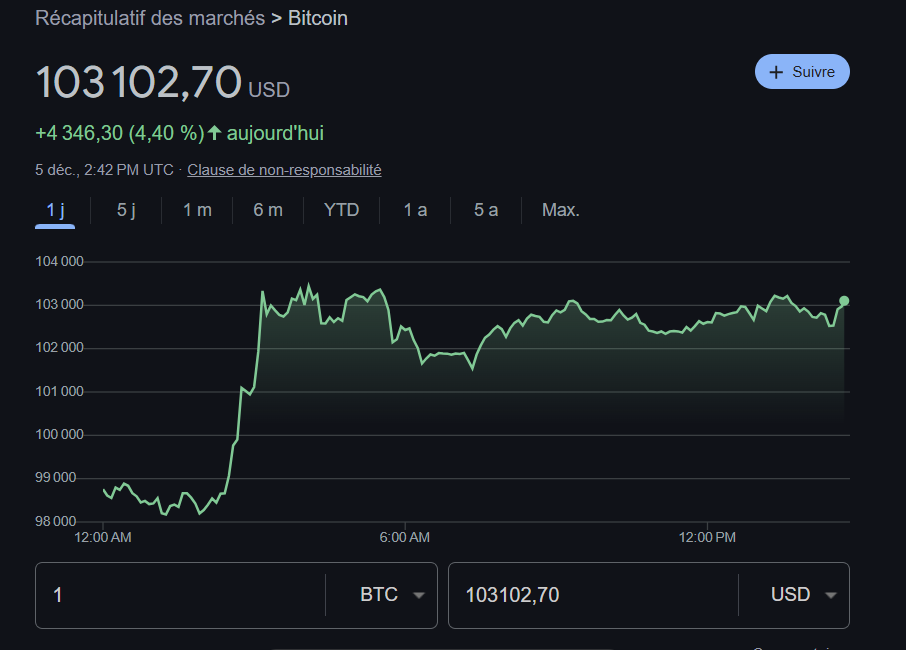 Récapitulatif des marchés > Bitcoin
103 102,70 USD
+ Suivre
+4 346,30 (4,40 %) ↑ aujourd'hui
5 déc., 2:42 PM UTC · Clause de non-responsabilité
1 j 5 j 1 m 6 m YTD 1 a 5 a Max.
104 000
103 000
102 000
101 000
100 000
99 000
98 000
12:00 AM 6:00 AM 12:00 PM
1 BTC 103102,70 USD